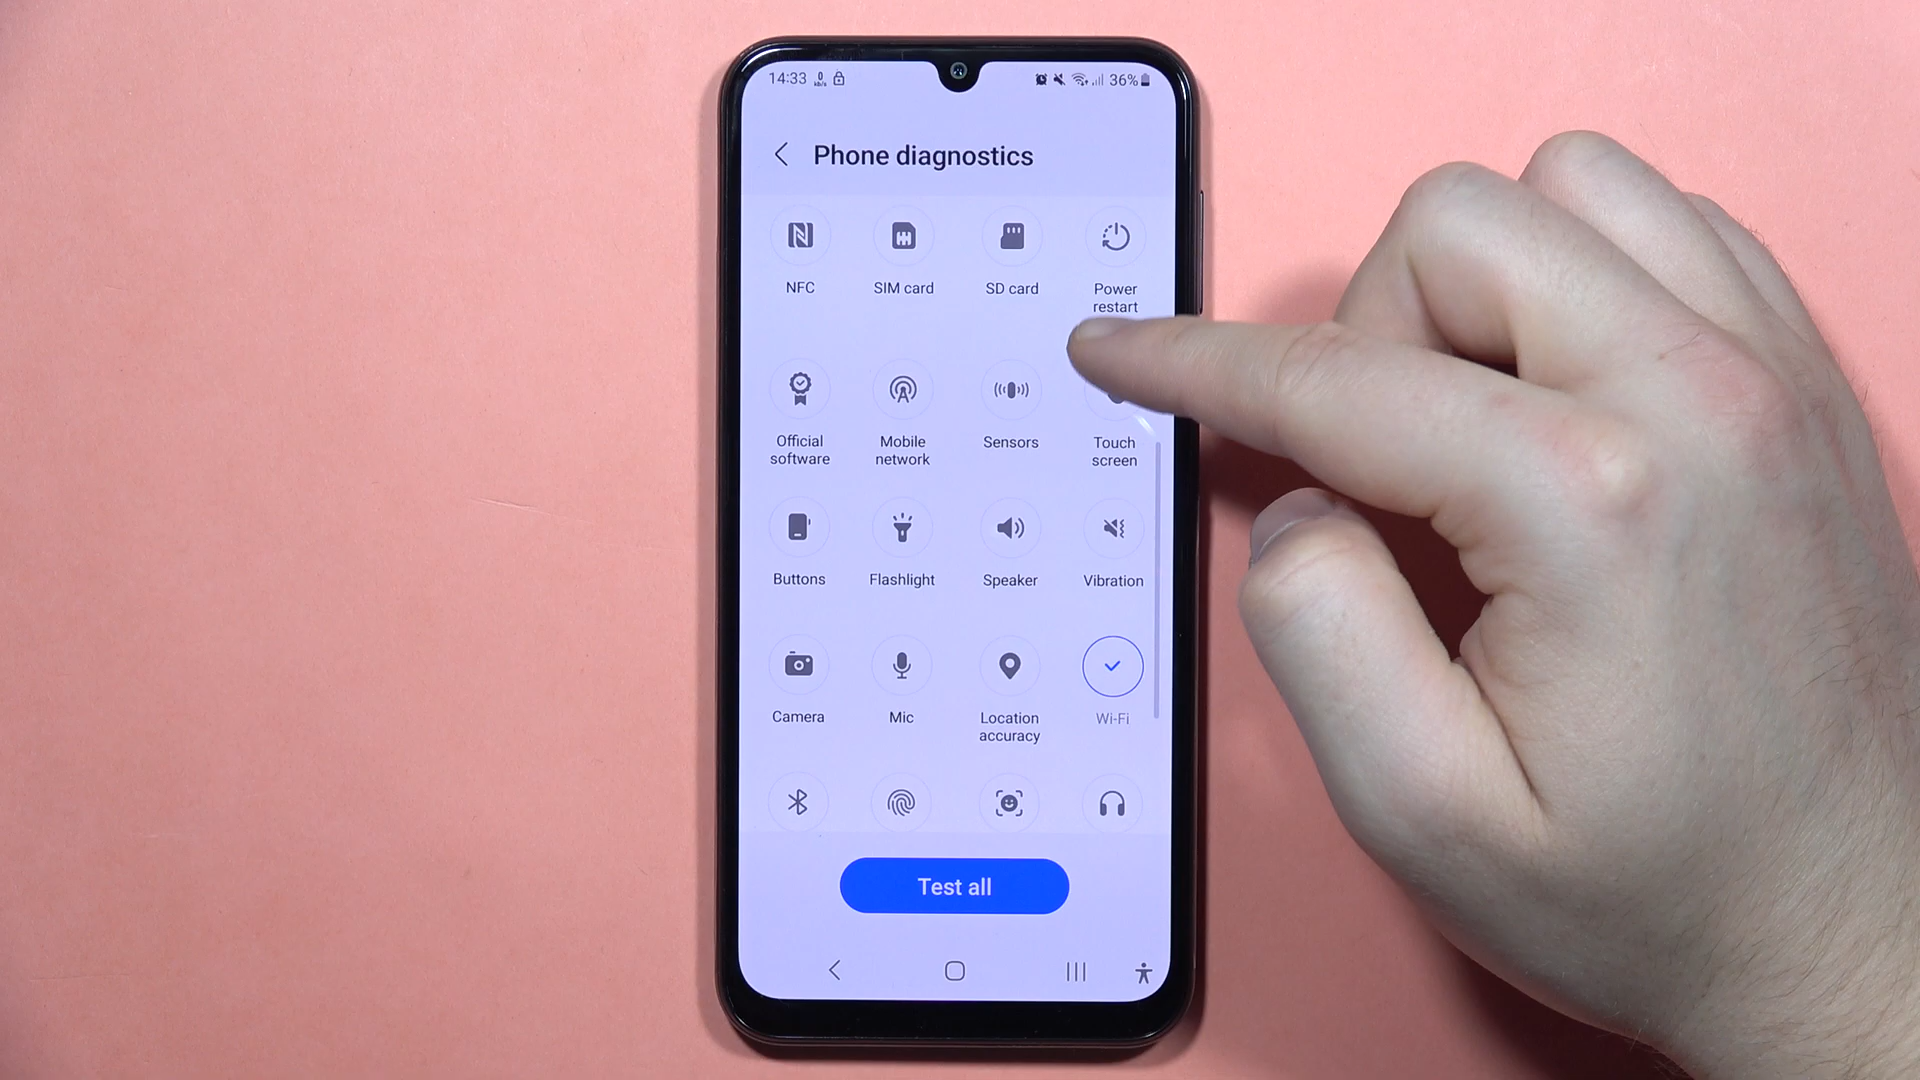 14:33
36%
Phone diagnostics
NFC
SIM card
SD card
Power
restart
Official
software
Mobile
network
Sensors
Touch
screen
Buttons
Flashlight
Speaker
Vibration
Camera
Mic
Location
accuracy
Wi-Fi
Test all